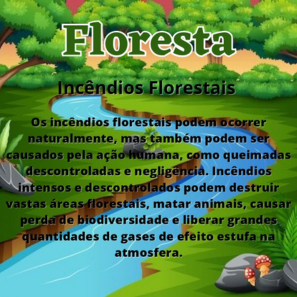 Floresta
Incêndios Florestais
Os incêndios florestais podem ocorrer
naturalmente, mas também podem ser
causados pela ação humana, como queimadas
descontroladas e negligência. Incêndios
intensos e descontrolados podem destruir
vastas áreas florestais, matar animais, causar
perda de biodiversidade e liberar grandes
quantidades de gases de efeito estufa na
atmosfera.